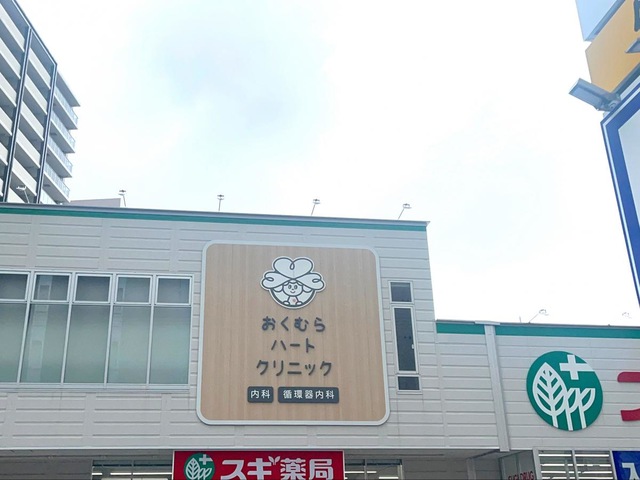 おくむら
ハート
クリニック
内科 循環器内科
スギ薬局